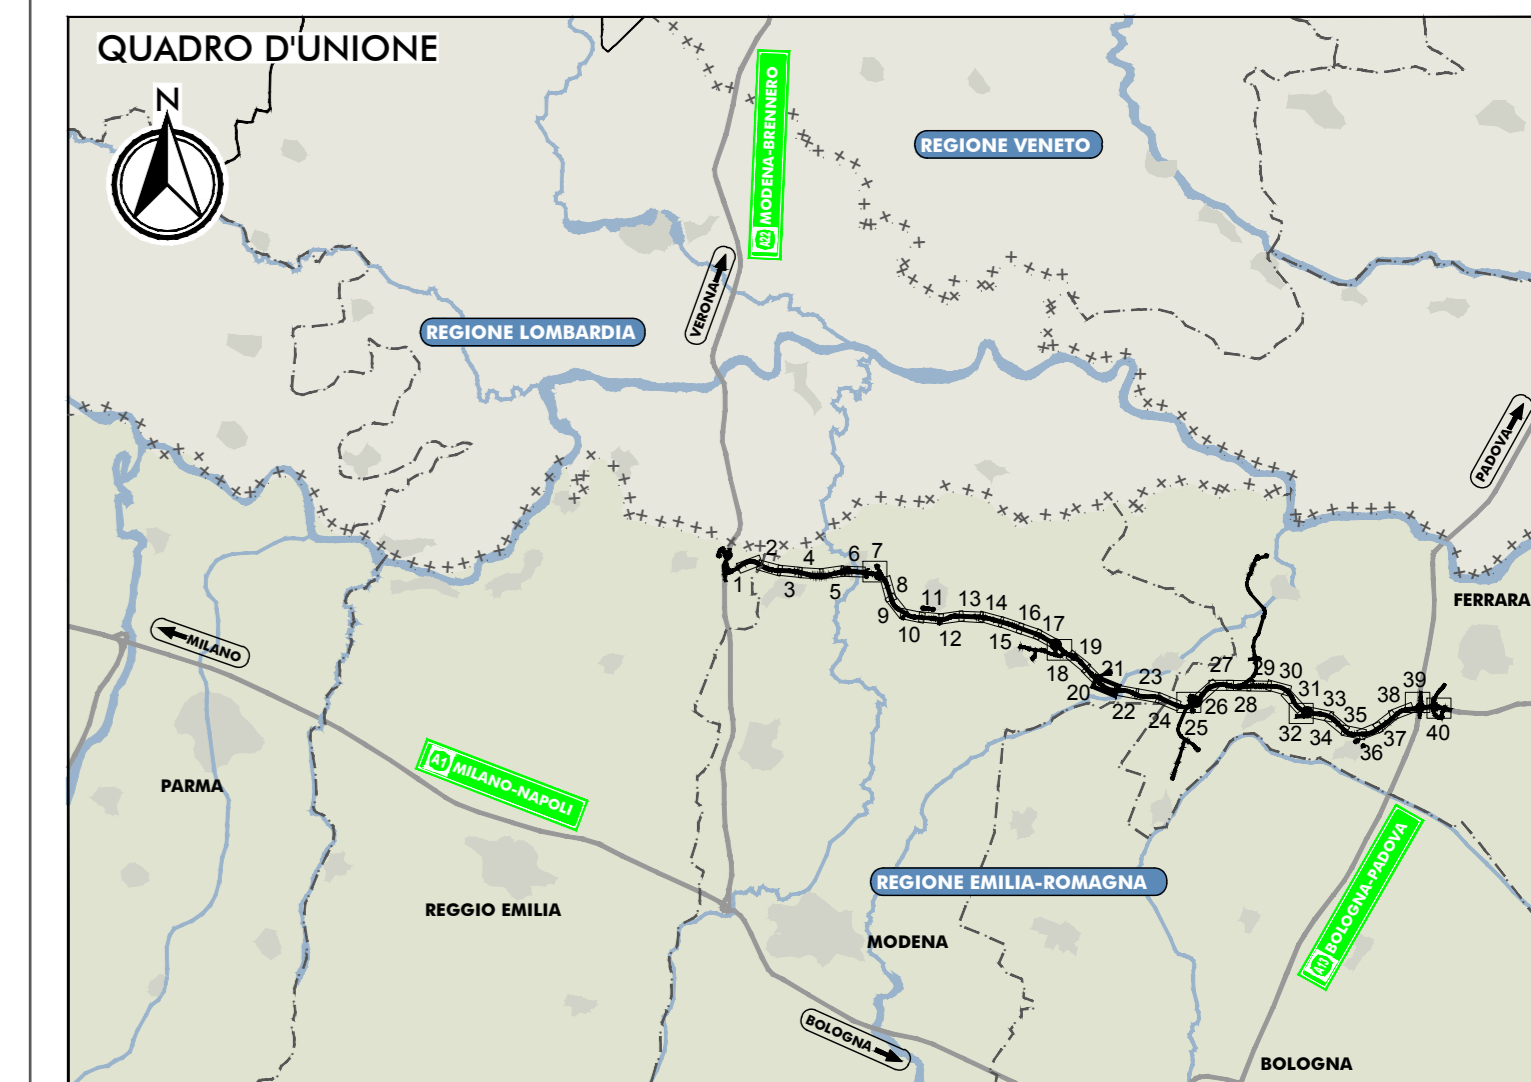 QUADRO D'UNIONE
N
A22 MODENA-BRENNERO
REGIONE VENETO
VERONA
REGIONE LOMBARDIA
PADOVA
1
2
3
4
5
6
7
8
9
10
11
12
13
14
15
16
17
18
19
20
21
22
23
24
25
26
27
28
29
30
31
32
33
34
35
36
37
38
39
40
FERRARA
MILANO
PARMA
A1 MILANO-NAPOLI
REGIONE EMILIA-ROMAGNA
A13 BOLOGNA-PADOVA
REGGIO EMILIA
MODENA
BOLOGNA
BOLOGNA